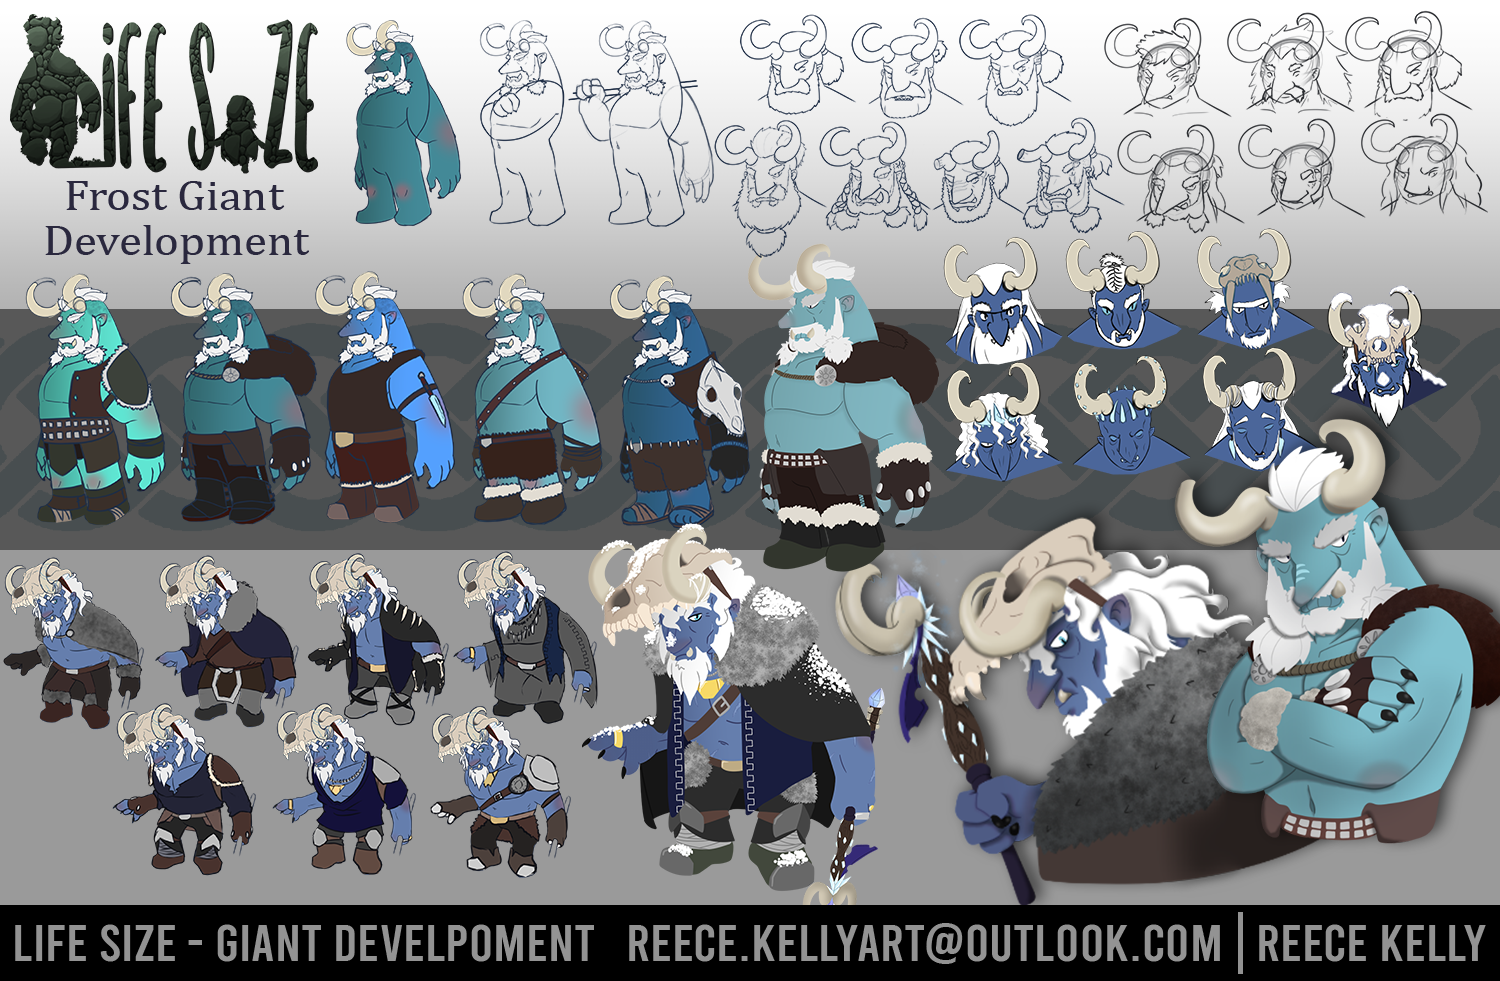 LiFE SiZE
Frost Giant
Development
LIFE SIZE - GIANT DEVELPOMENT REECE.KELLYART@OUTLOOK.COM | REECE KELLY